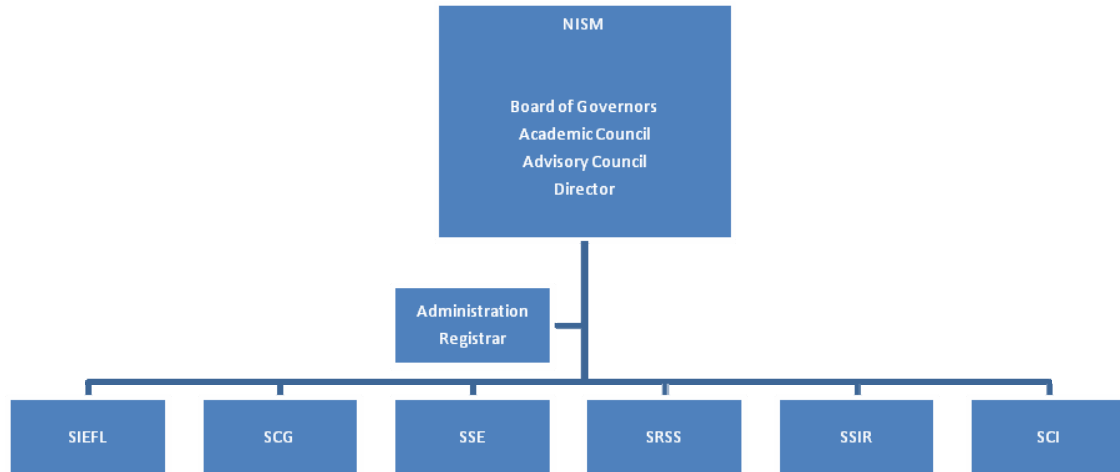 NISM
Board of Governors
Academic Council
Advisory Council
Director
Administration
Registrar
SIEFL
SCG
SSE
SRSS
SSIR
SCI